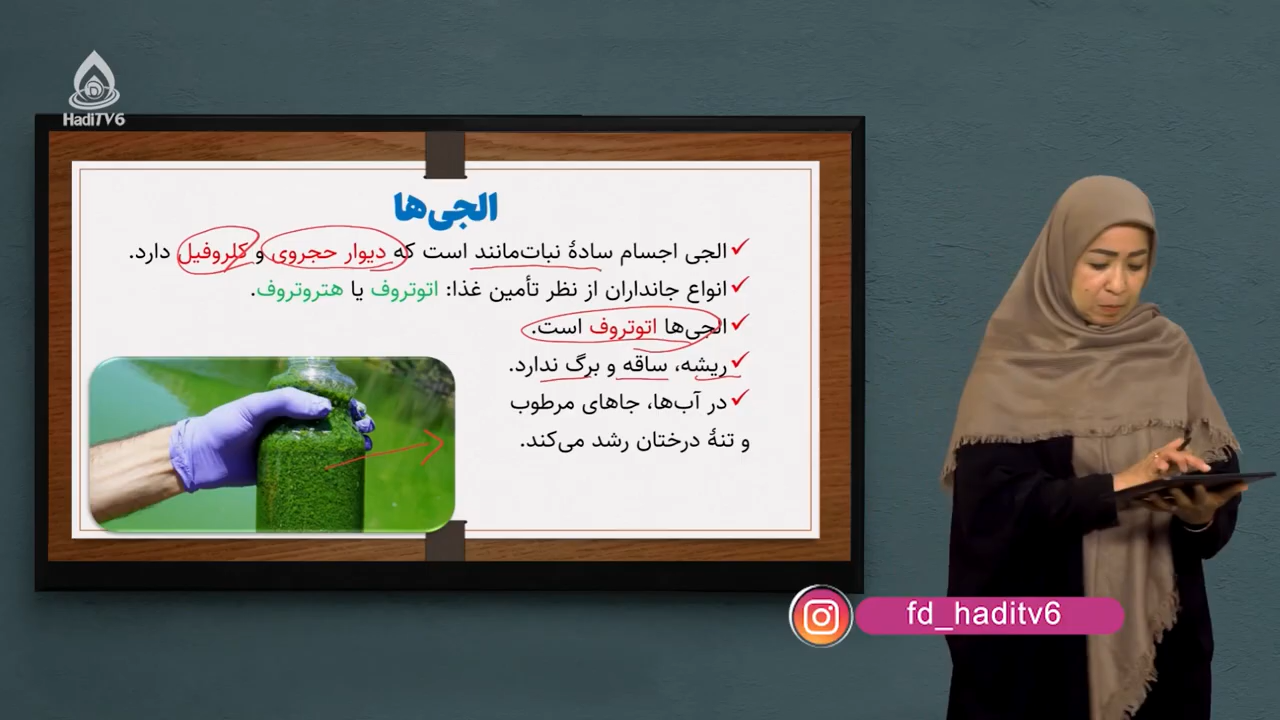 HadiTV6
الجی‌ها
الجی اجسام سادهٔ نبات‌مانند است که دیوار حجروی و کلروفیل دارد.
انواع جانداران از نظر تأمین غذا: اتوتروف یا هتروتروف.
الجی‌ها اتوتروف است.
ریشه، ساقه و برگ ندارد.
در آب‌ها، جاهای مرطوب
و تنهٔ درختان رشد می‌کند.
fd_haditv6